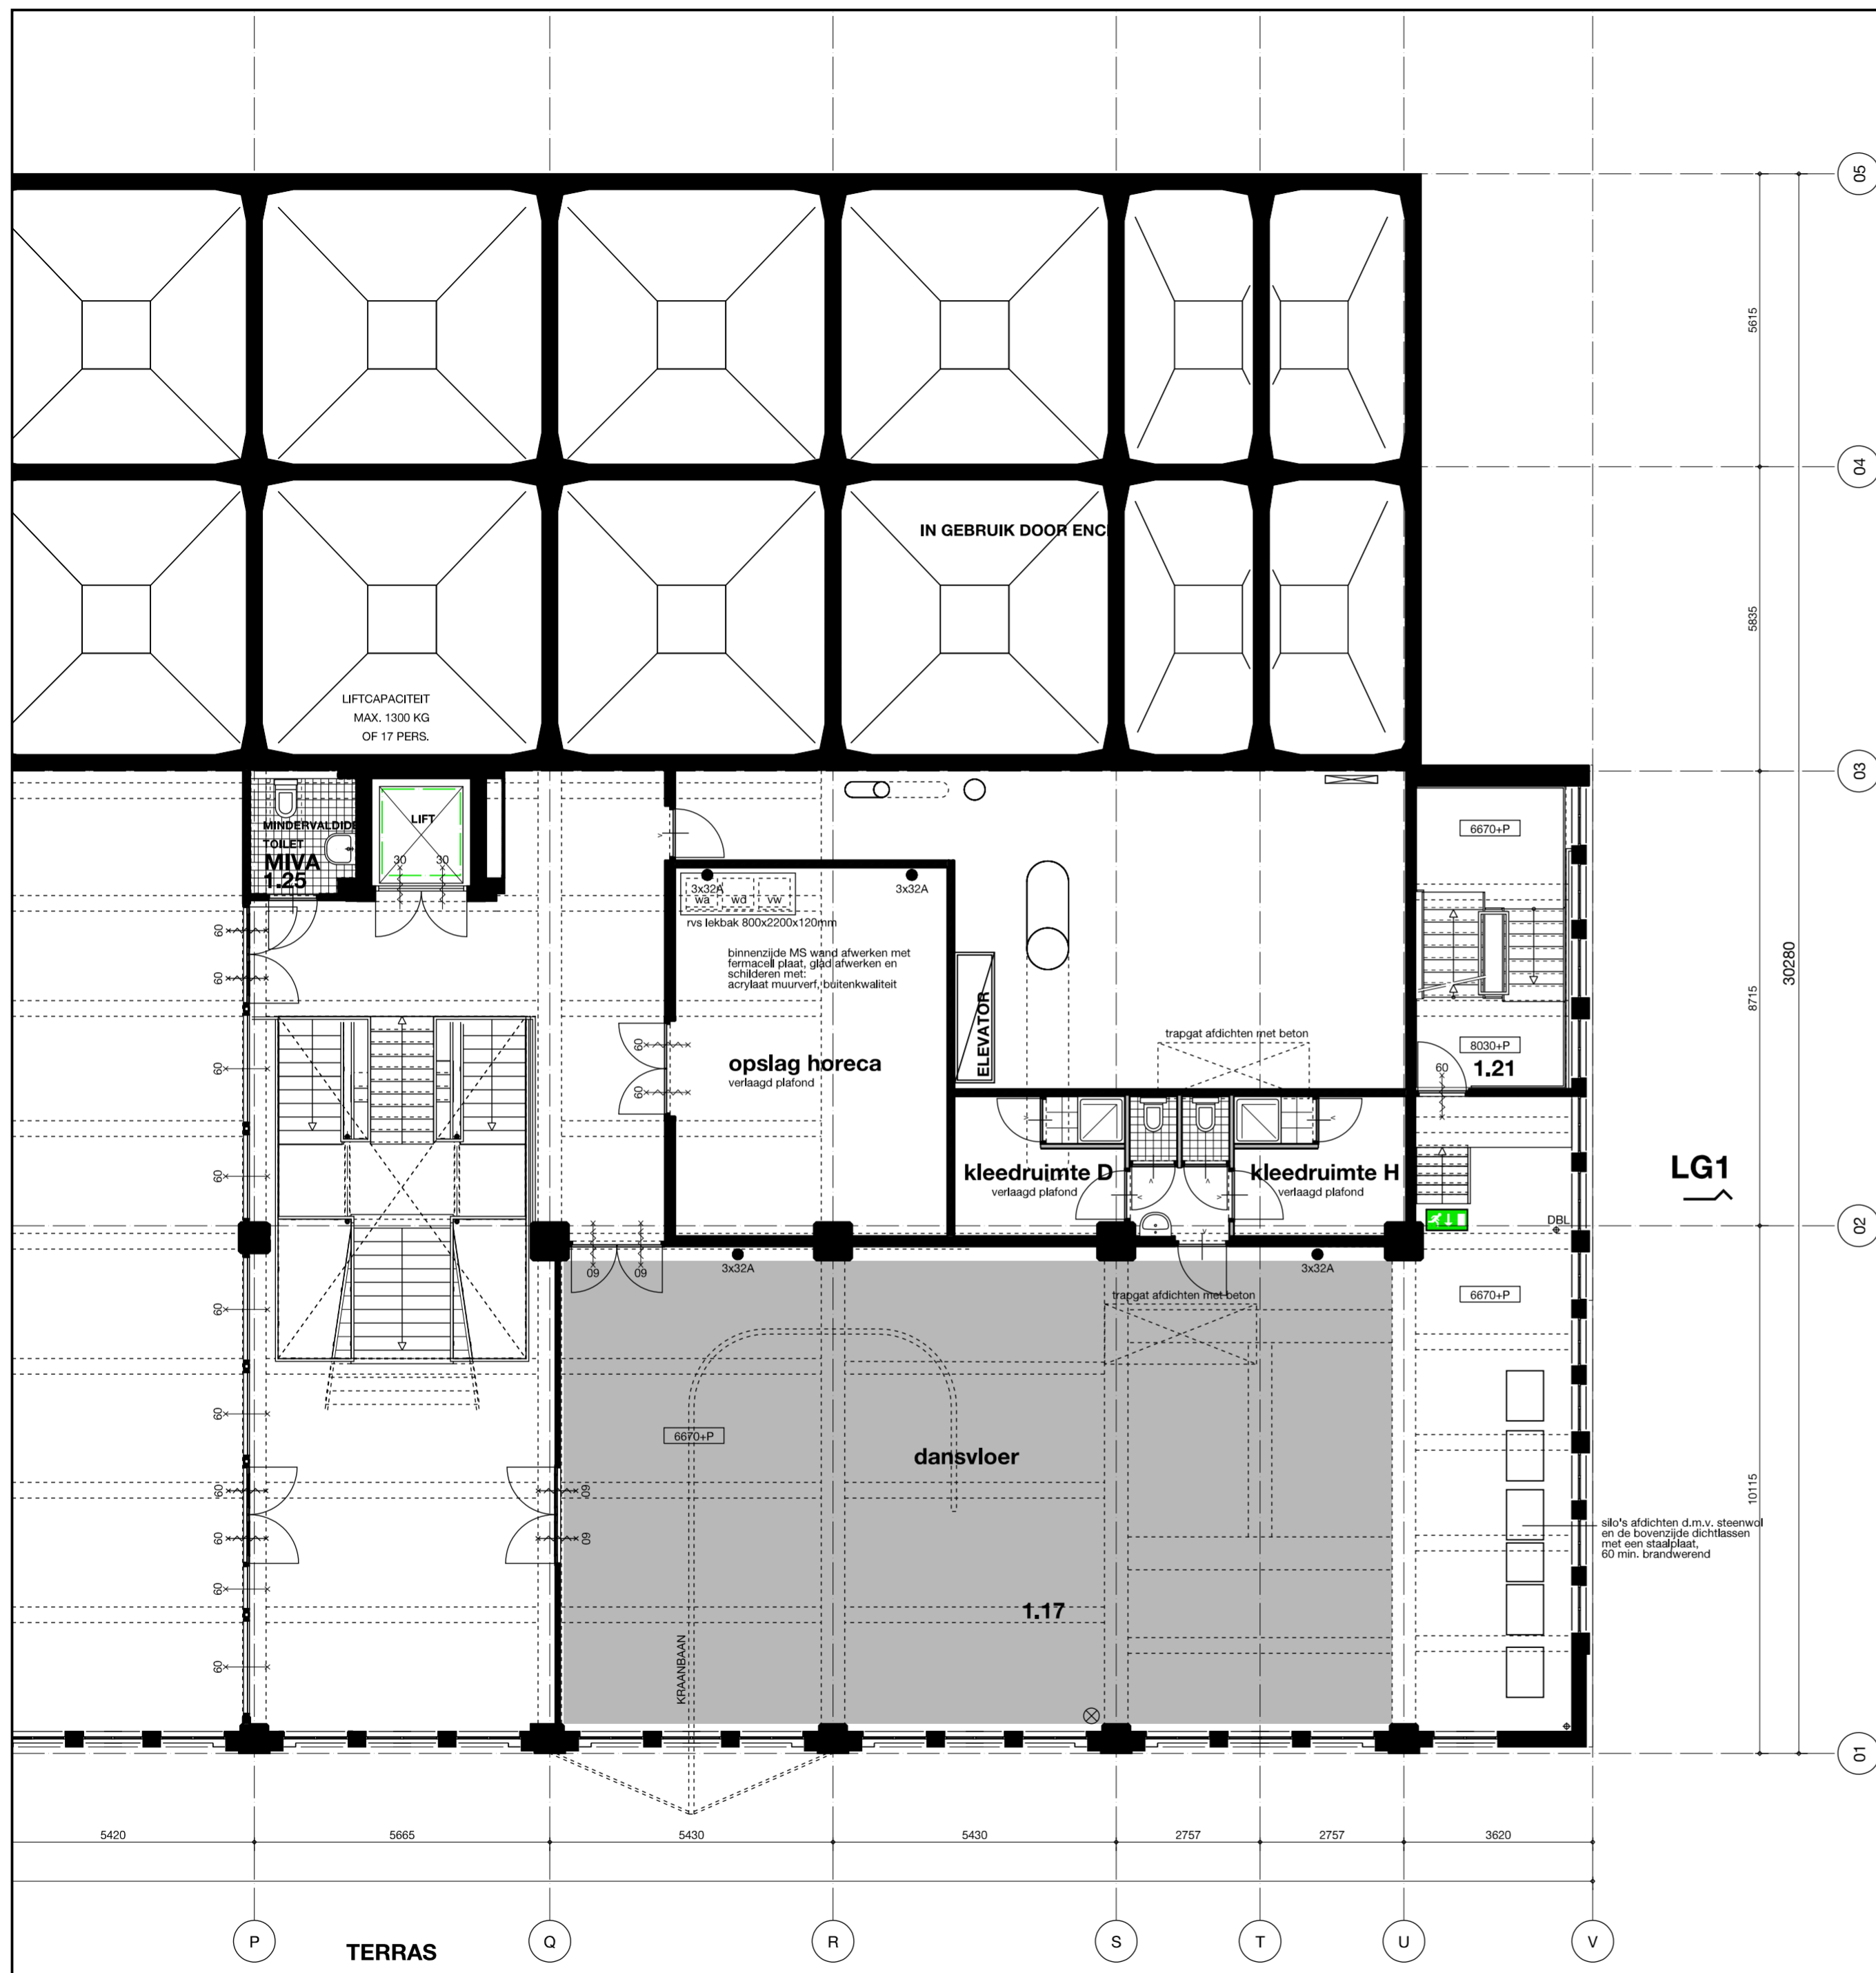 05
5615
04
IN GEBRUIK DOOR ENC
5835
LIFTCAPACITEIT
MAX. 1300 KG
OF 17 PERS.
03
MINDERVALDIDE
TOILET
MIVA
1.25
LIFT
30 30
6670+P
3x32A
3x32A
wa wd vw
rvs lekbak 800x2200x120mm
binnenzijde MS wand afwerken met
fermacell plaat, glad afwerken en
schilderen met:
acrylaat muurverf, buitenkwaliteit
60
60
30280
8715
ELEVATOR
trapgat afdichten met beton
8030+P
1.21
60
60
60
60
60
opslag horeca
verlaagd plafond
kleedruimte D
verlaagd plafond
kleedruimte H
verlaagd plafond
LG1
DBL
02
60 60
3x32A
3x32A
trapgat afdichten met beton
6670+P
60
60
6670+P
dansvloer
60
60
60
60
10115
silo's afdichten d.m.v. steenwol
en de bovenzijde dichtlassen
met een staalplaat,
60 min. brandwerend
60
1.17
KRAANBAAN
60
60
01
5420 5665 5430 5430 2757 2757 3620
P Q R S T U V
TERRAS